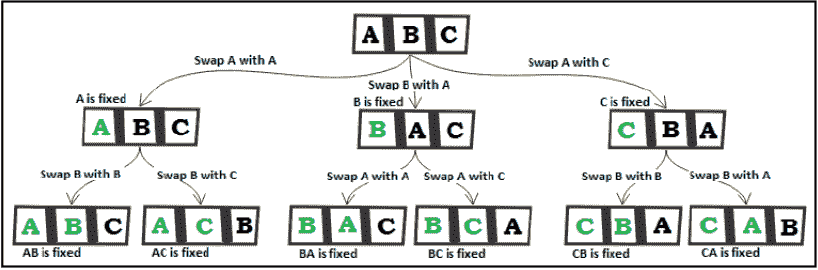 A B C
Swap A with A
Swap B with A
Swap A with C
A is fixed
B is fixed
C is fixed
A B C
B A C
C B A
Swap B with B
Swap B with C
Swap A with A
Swap A with C
Swap B with B
Swap B with A
A B C
A C B
B A C
B C A
C B A
C A B
AB is fixed
AC is fixed
BA is fixed
BC is fixed
CB is fixed
CA is fixed